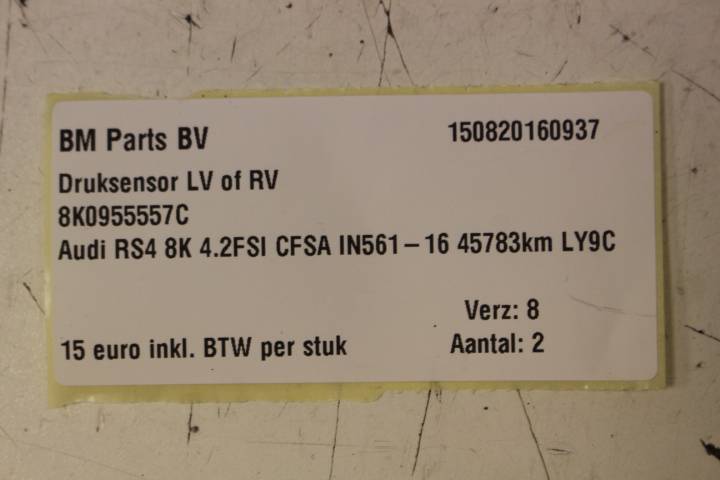 BM Parts BV 150820160937
Druksensor LV of RV
8K0955557C
Audi RS4 8K 4.2FSI CFSA IN561-16 45783km LY9C
Verz: 8
15 euro inkl. BTW per stuk Aantal: 2